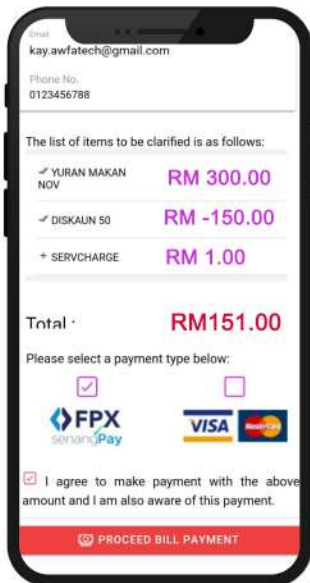 Email
kay.awfatech@gmail.com
Phone No.
0123456788
The list of items to be clarified is as follows:
YURAN MAKAN RM 300.00
NOV
DISKAUN 50 RM -150.00
+ SERVCHARGE RM 1.00
Total : RM151.00
Please select a payment type below:
FPX VISA MasterCard
senangPay
I agree to make payment with the above
amount and I am also aware of this payment.
PROCEED BILL PAYMENT